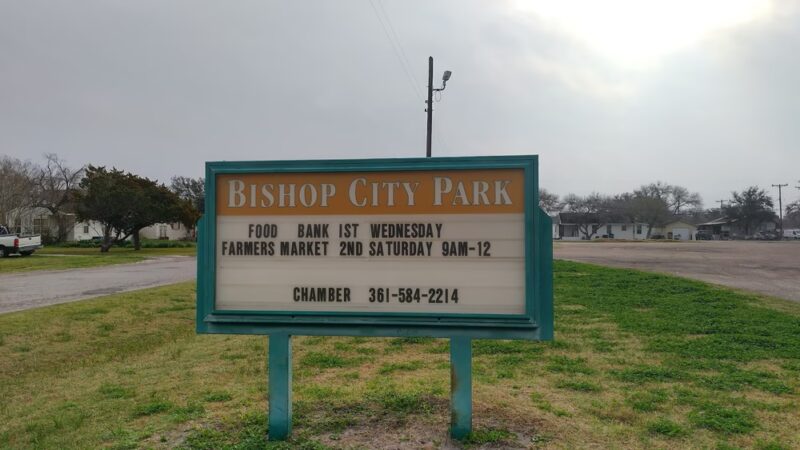 BISHOP CITY PARK
FOOD BANK 1ST WEDNESDAY
FARMERS MARKET 2ND SATURDAY 9AM-12
CHAMBER 361-584-2214